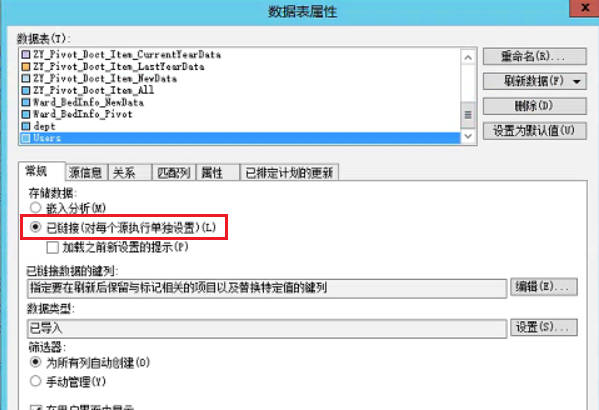 数据表属性
数据表(T):
ZY_Pivot_Doct_Item_CurrentYearData
ZY_Pivot_Doct_Item_LastYearData
ZY_Pivot_Doct_Item_NewData
ZY_Pivot_Doct_Item_All
Ward_BedInfo_NewData
Ward_BedInfo_Pivot
dept
Users
重命名(R)...
刷新数据(F)
删除(D)
设置为默认值(U)
常规 源信息 关系 匹配列 属性 已排定计划的更新
存储数据:
嵌入分析(M)
已链接(对每个源执行单独设置)(L)
加载之前新设置的提示(P)
已链接数据的键列:
指定要在刷新后保留与标记相关的项目以及替换特定值的键列 编辑(E)...
数据类型:
已导入 设置(S)...
筛选器:
为所有列自动创建(O)
手动管理(Y)
在用户界面中显示